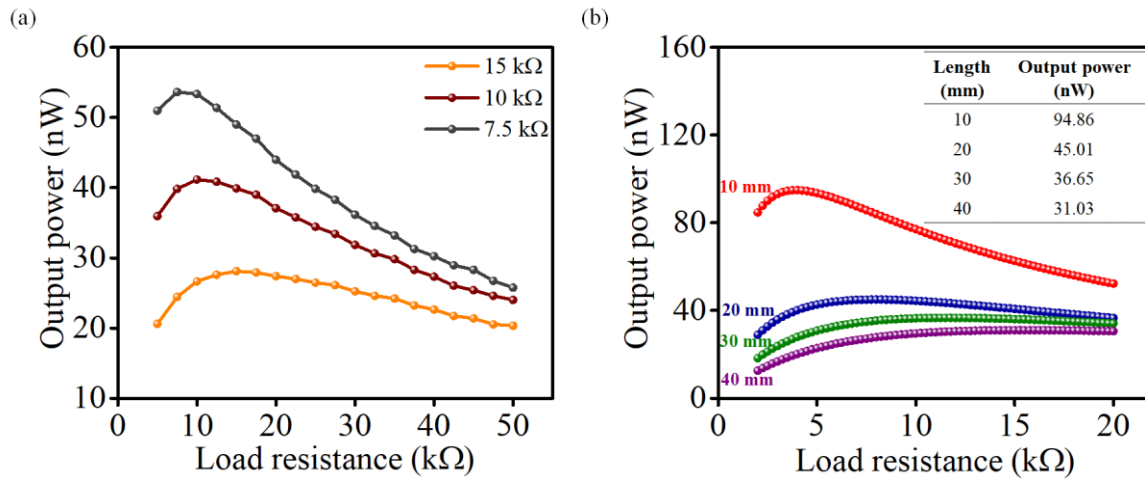 (a)
60
50
40
30
20
10
Output power (nW)
15 kΩ
10 kΩ
7.5 kΩ
0
10
20
30
40
50
Load resistance (kΩ)
(b)
160
120
80
40
0
Output power (nW)
Length (mm)
Output power (nW)
10 94.86
20 45.01
30 36.65
40 31.03
10 mm
20 mm
30 mm
40 mm
0
5
10
15
20
Load resistance (kΩ)